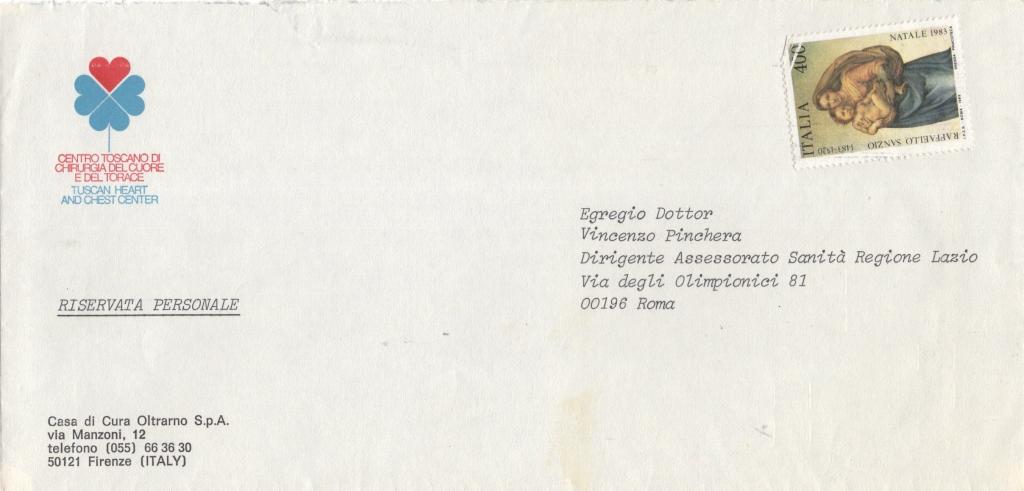 CENTRO TOSCANO DI
CHIRURGIA DEL CUORE
E DEL TORACE
TUSCAN HEART
AND CHEST CENTER
NATALE 1983
400
ITALIA
RAFFAELLO SANZIO
1483-1520
Egregio Dottor
Vincenzo Pinchera
Dirigente Assessorato Sanità Regione Lazio
Via degli Olimpionici 81
00196 Roma
RISERVATA PERSONALE
Casa di Cura Oltrarno S.p.A.
via Manzoni, 12
telefono (055) 66 36 30
50121 Firenze (ITALY)